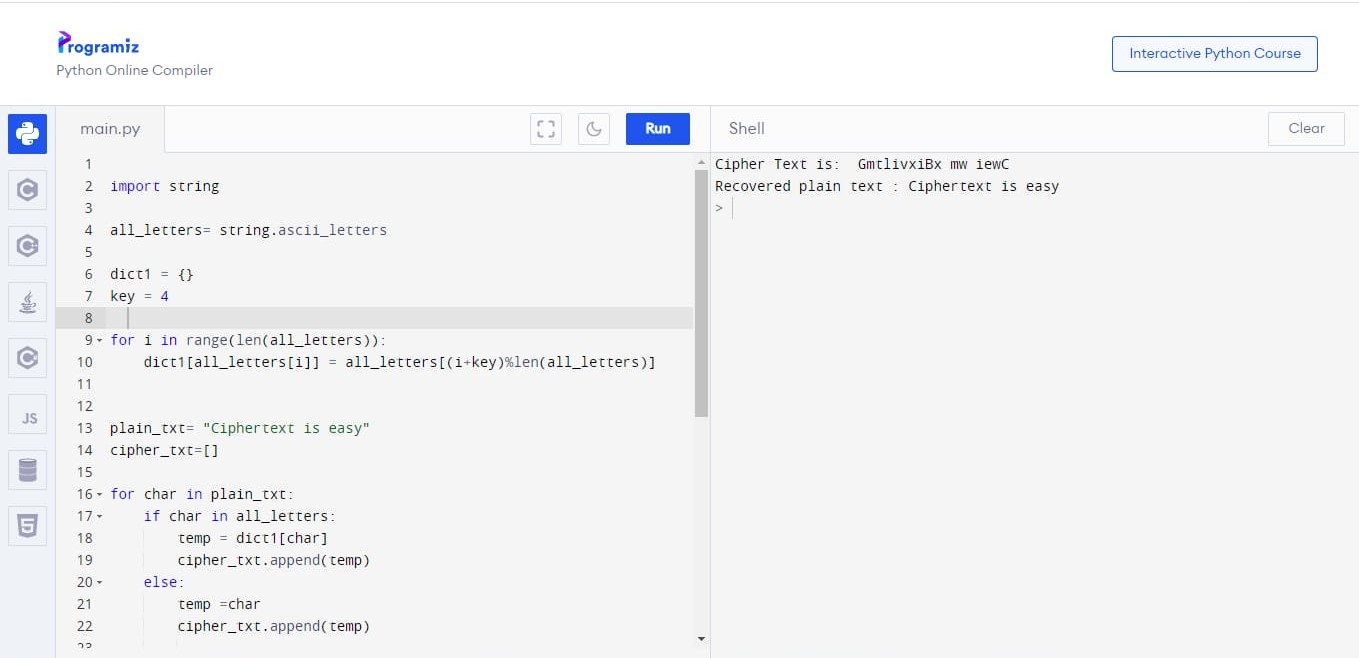 Programiz
Python Online Compiler
Interactive Python Course
main.py
Run
Shell
Clear
1
2 import string
3
4 all_letters= string.ascii_letters
5
6 dict1 = {}
7 key = 4
8
9 for i in range(len(all_letters)):
10 dict1[all_letters[i]] = all_letters[(i+key)%len(all_letters)]
11
12
13 plain_txt= "Ciphertext is easy"
14 cipher_txt=[]
15
16 for char in plain_txt:
17 if char in all_letters:
18 temp = dict1[char]
19 cipher_txt.append(temp)
20 else:
21 temp =char
22 cipher_txt.append(temp)
23
Cipher Text is:  GmtlivxiBx mw iewC
Recovered plain text : Ciphertext is easy
>
C
C
C
JS
5